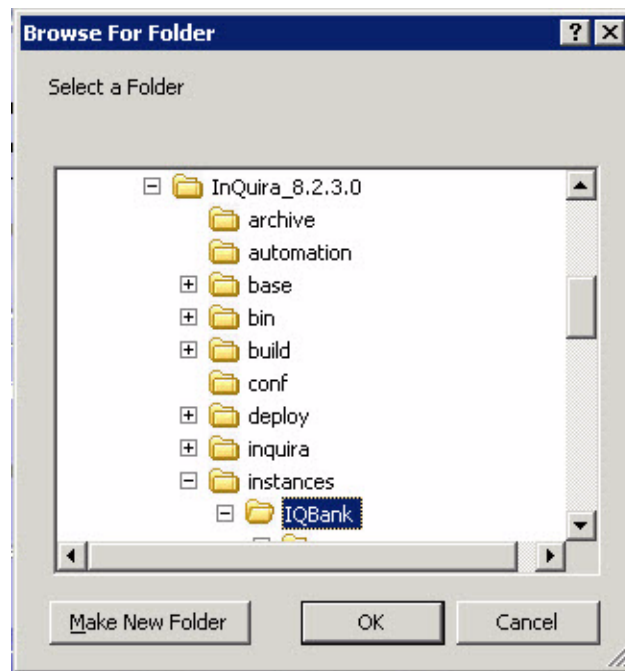 Browse For Folder
Select a Folder
InQuira_8.2.3.0
archive
automation
base
bin
build
conf
deploy
inquira
instances
IQBank
Make New Folder
OK
Cancel